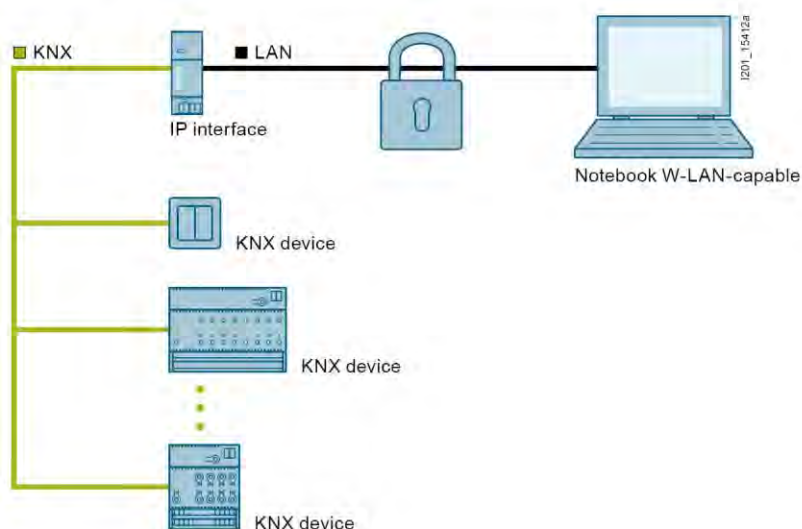 KNX
LAN
I201_15412a
IP interface
Notebook W-LAN-capable
KNX device
KNX device
KNX device